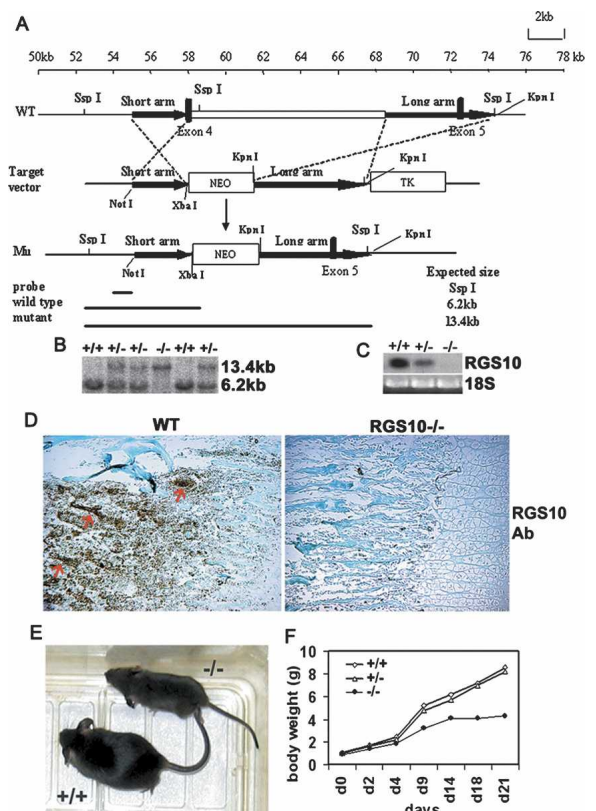 A
2kb
50kb 52 54 56 58 60 62 64 66 68 70 72 74 76 78 kb
Ssp I Ssp I Kpn I
WT Short arm Long arm
Exon 4 Exon 5
Kpn I Kpn I
Target vector Short arm NEO Long arm TK
Not I Xba I
Ssp I Short arm Kpn I Long arm Ssp I Kpn I
Mu NEO
Not I Xba I Exon 5
Expected size
probe Ssp I
wild type 6.2kb
mutant 13.4kb
B
+/+ +/- +/- -/- +/+ +/-
13.4kb
6.2kb
C
+/+ +/- -/-
RGS10
18S
D
WT RGS10-/-
RGS10
Ab
E
-/-
+/+
F
body weight (g)
10
8
6
4
2
0
+/+
+/-
-/-
d0 d2 d4 d9 d14 d18 d21
days